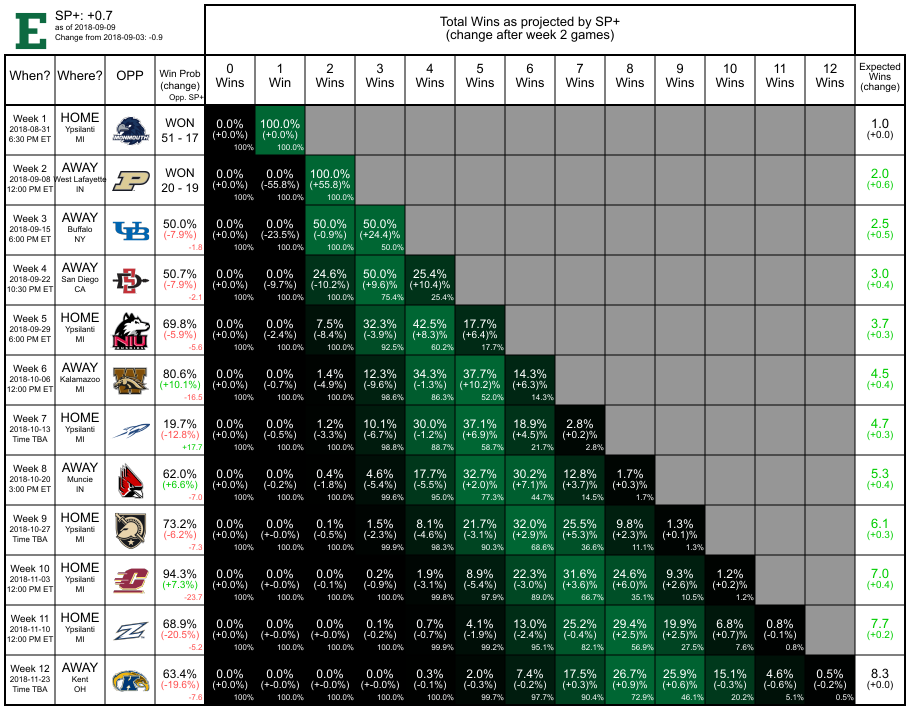 E
SP+: +0.7
as of 2018-09-09
Change from 2018-09-03: -0.9
Total Wins as projected by SP+
(change after week 2 games)
When? Where? OPP Win Prob (change) Opp. SP+ 0 Wins 1 Win 2 Wins 3 Wins 4 Wins 5 Wins 6 Wins 7 Wins 8 Wins 9 Wins 10 Wins 11 Wins 12 Wins Expected Wins (change)
Week 1 HOME WON 0.0% 100.0% 1.0
2018-08-31 Ypsilanti MONMOUTH 51 - 17 (+0.0%) (+0.0%) (+0.0)
6:30 PM ET MI 100% 100.0%
Week 2 AWAY P WON 0.0% 0.0% 100.0% 2.0
2018-09-08 West Lafayette 20 - 19 (+0.0%) (-55.8%) (+55.8)% (+0.6)
12:00 PM ET IN 100% 100.0% 100.0%
Week 3 AWAY UB 50.0% 0.0% 0.0% 50.0% 50.0% 2.5
2018-09-15 Buffalo (-7.9%) (+0.0%) (-23.5%) (-0.9%) (+24.4)% (+0.5)
6:00 PM ET NY -1.8 100% 100.0% 100.0% 50.0%
Week 4 AWAY SD 50.7% 0.0% 0.0% 24.6% 50.0% 25.4% 3.0
2018-09-22 San Diego (-7.9%) (+0.0%) (-9.7%) (-10.2%) (+9.6)% (+10.4)% (+0.4)
10:30 PM ET CA -2.1 100% 100.0% 100.0% 75.4% 25.4%
Week 5 HOME NIU 69.8% 0.0% 0.0% 7.5% 32.3% 42.5% 17.7% 3.7
2018-09-29 Ypsilanti (-5.9%) (+0.0%) (-2.4%) (-8.4%) (-3.9%) (+8.3)% (+6.4)% (+0.3)
6:00 PM ET MI -5.6 100% 100.0% 100.0% 92.5% 60.2% 17.7%
Week 6 AWAY W 80.6% 0.0% 0.0% 1.4% 12.3% 34.3% 37.7% 14.3% 4.5
2018-10-06 Kalamazoo (+10.1%) (+0.0%) (-0.7%) (-4.9%) (-9.6%) (-1.3%) (+10.2)% (+6.3)% (+0.4)
12:00 PM ET MI -16.5 100% 100.0% 100.0% 98.6% 86.3% 52.0% 14.3%
Week 7 HOME 19.7% 0.0% 0.0% 1.2% 10.1% 30.0% 37.1% 18.9% 2.8% 4.7
2018-10-13 Ypsilanti (-12.8%) (+0.0%) (-0.5%) (-3.3%) (-6.7%) (-1.2%) (+6.9)% (+4.5)% (+0.2)% (+0.3)
Time TBA MI +17.7 100% 100.0% 100.0% 98.8% 88.7% 58.7% 21.7% 2.8%
Week 8 AWAY 62.0% 0.0% 0.0% 0.4% 4.6% 17.7% 32.7% 30.2% 12.8% 1.7% 5.3
2018-10-20 Muncie (+6.6%) (+0.0%) (-0.2%) (-1.8%) (-5.4%) (-5.5%) (+2.0)% (+7.1)% (+3.7)% (+0.3)% (+0.4)
3:00 PM ET IN -7.0 100% 100.0% 100.0% 99.6% 95.0% 77.3% 44.7% 14.5% 1.7%
Week 9 HOME 73.2% 0.0% 0.0% 0.1% 1.5% 8.1% 21.7% 32.0% 25.5% 9.8% 1.3% 6.1
2018-10-27 Ypsilanti (-6.2%) (+0.0%) (-0.0%) (-0.5%) (-2.3%) (-4.6%) (-3.1%) (+2.9)% (+5.3)% (+2.3)% (+0.1)% (+0.3)
Time TBA MI -7.3 100% 100.0% 100.0% 99.9% 98.3% 90.3% 68.6% 36.6% 11.1% 1.3%
Week 10 HOME C 94.3% 0.0% 0.0% 0.0% 0.2% 1.9% 8.9% 22.3% 31.6% 24.6% 9.3% 1.2% 7.0
2018-11-03 Ypsilanti (+7.3%) (+0.0%) (-0.0%) (-0.1%) (-0.9%) (-3.1%) (-5.4%) (-3.0%) (+3.6)% (+6.0)% (+2.6)% (+0.2)% (+0.4)
12:00 PM ET MI -23.7 100% 100.0% 100.0% 100.0% 99.8% 97.9% 89.0% 66.7% 35.1% 10.5% 1.2%
Week 11 HOME Z 68.9% 0.0% 0.0% 0.0% 0.1% 0.7% 4.1% 13.0% 25.2% 29.4% 19.9% 6.8% 0.8% 7.7
2018-11-10 Ypsilanti (-20.5%) (+0.0%) (-0.0%) (-0.0%) (-0.2%) (-0.7%) (-1.9%) (-2.4%) (-0.4%) (+2.5)% (+2.5)% (+0.7)% (-0.1%) (+0.2)
12:00 PM ET MI -5.2 100% 100.0% 100.0% 100.0% 99.9% 99.2% 95.1% 82.1% 56.9% 27.5% 7.6% 0.8%
Week 12 AWAY K 63.4% 0.0% 0.0% 0.0% 0.0% 0.3% 2.0% 7.4% 17.5% 26.7% 25.9% 15.1% 4.6% 0.5% 8.3
2018-11-23 Kent (-19.6%) (+0.0%) (-0.0%) (-0.0%) (-0.0%) (-0.1%) (-0.3%) (-0.2%) (+0.3)% (+0.9)% (+0.6)% (-0.3%) (-0.6%) (-0.2%) (+0.0)
Time TBA OH -7.6 100% 100.0% 100.0% 100.0% 100.0% 99.7% 97.7% 90.4% 72.9% 46.1% 20.2% 5.1% 0.5%